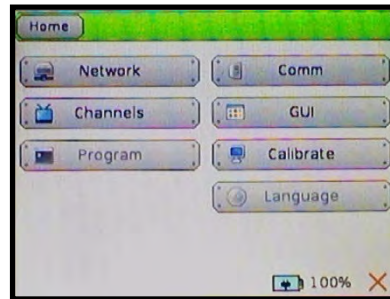 Home
Network
Comm
Channels
GUI
Program
Calibrate
Language
100%